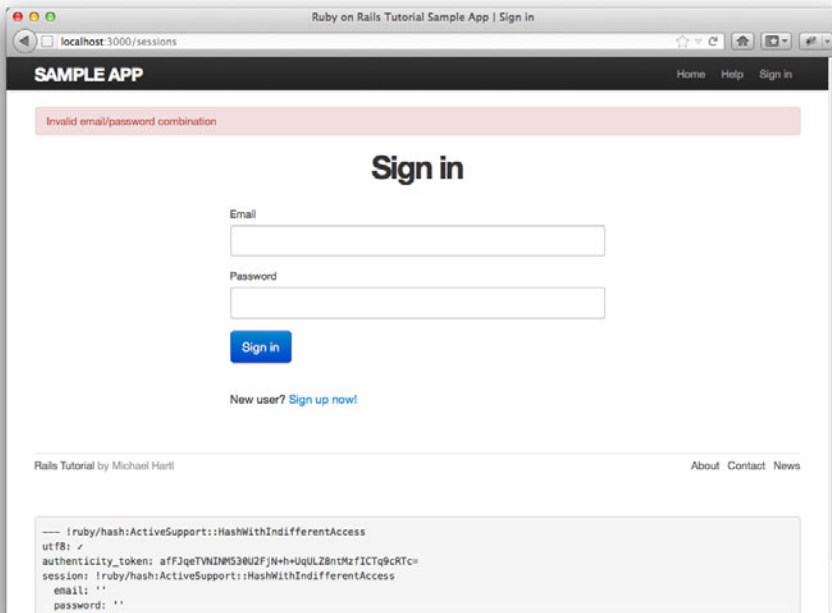 Ruby on Rails Tutorial Sample App | Sign in
localhost:3000/sessions
SAMPLE APP
Home Help Sign in
Invalid email/password combination
Sign in
Email
Password
Sign in
New user? Sign up now!
Rails Tutorial by Michael Hartl
About Contact News
--- !ruby/hash:ActiveSupport::HashWithIndifferentAccess
utf8: ✓
authenticity_token: afFJqeTVNINM530U2FjN+h+UqULZ8ntMzfICTq9cRTc=
session: !ruby/hash:ActiveSupport::HashWithIndifferentAccess
email: ''
password: ''